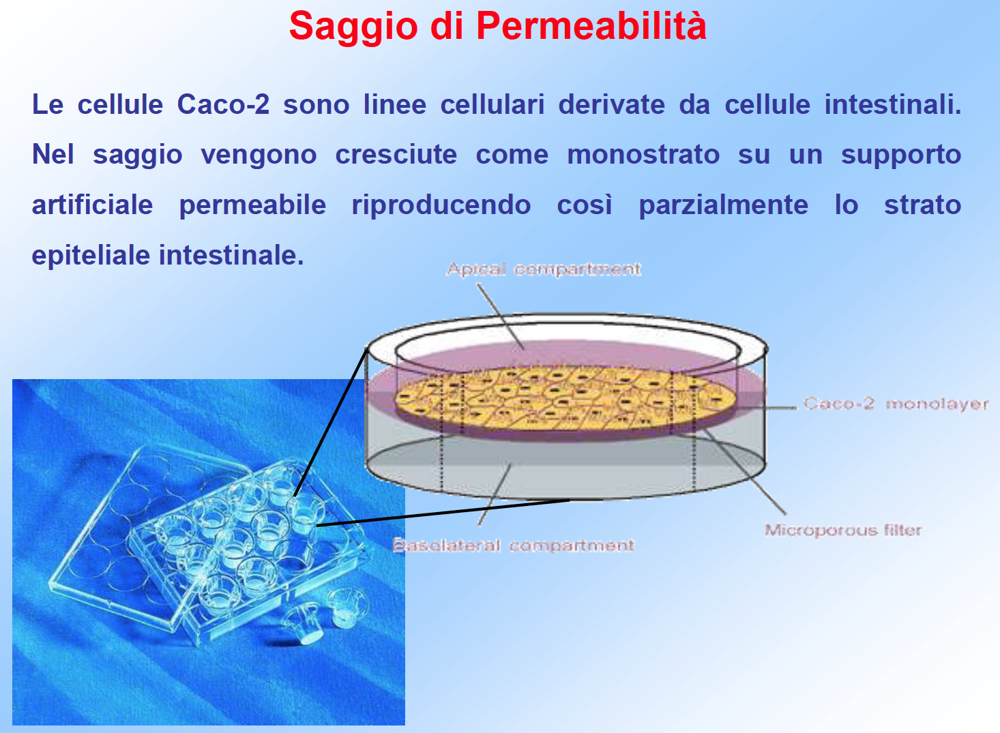 Saggio di Permeabilità
Le cellule Caco-2 sono linee cellulari derivate da cellule intestinali.
Nel saggio vengono cresciute come monostrato su un supporto
artificiale permeabile riproducendo così parzialmente lo strato
epiteliale intestinale.
Apical compartment
Caco-2 monolayer
Microporous filter
Basolateral compartment